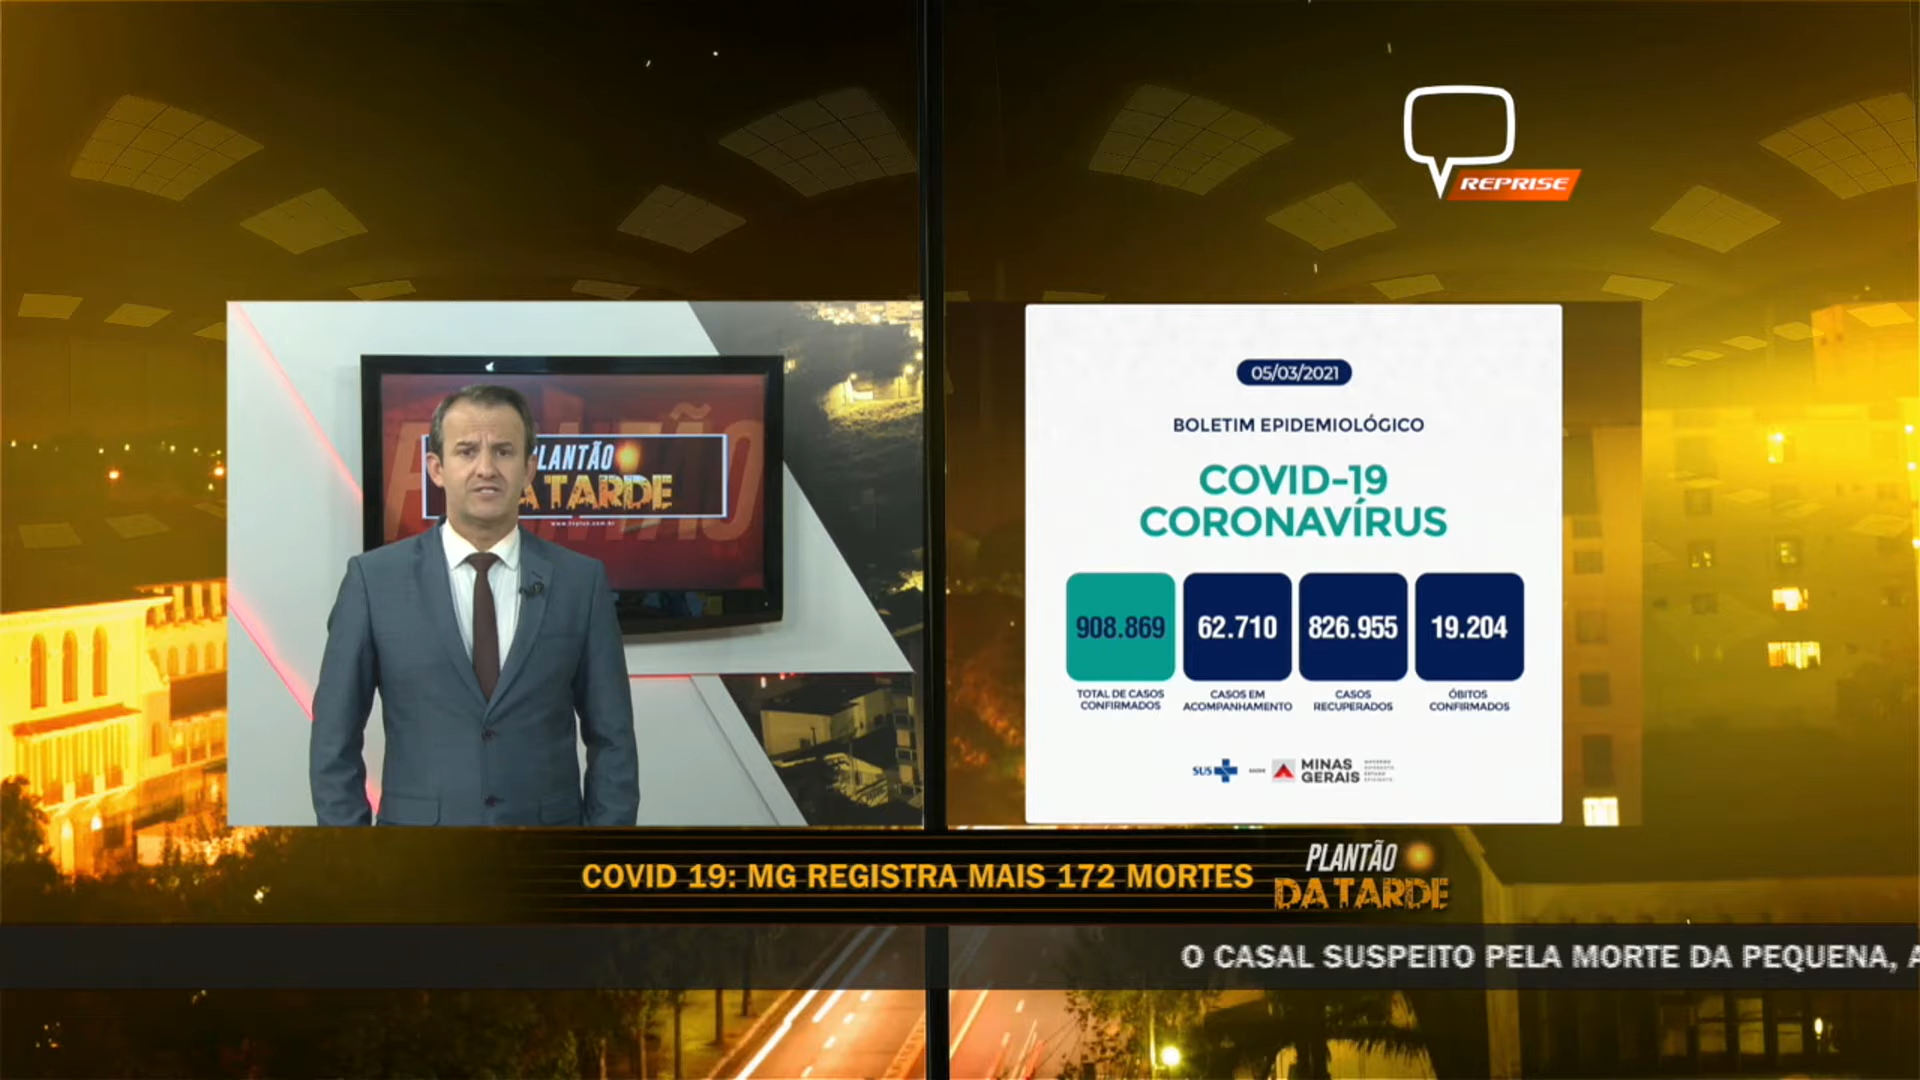 REPRISE
PLANTÃO
DA TARDE
05/03/2021
BOLETIM EPIDEMIOLÓGICO
COVID-19
CORONAVÍRUS
908.869
62.710
826.955
19.204
TOTAL DE CASOS
CONFIRMADOS
CASOS EM
ACOMPANHAMENTO
CASOS
RECUPERADOS
ÓBITOS
CONFIRMADOS
SUS
MINAS
GERAIS
COVID 19: MG REGISTRA MAIS 172 MORTES
PLANTÃO
DA TARDE
O CASAL SUSPEITO PELA MORTE DA PEQUENA, A